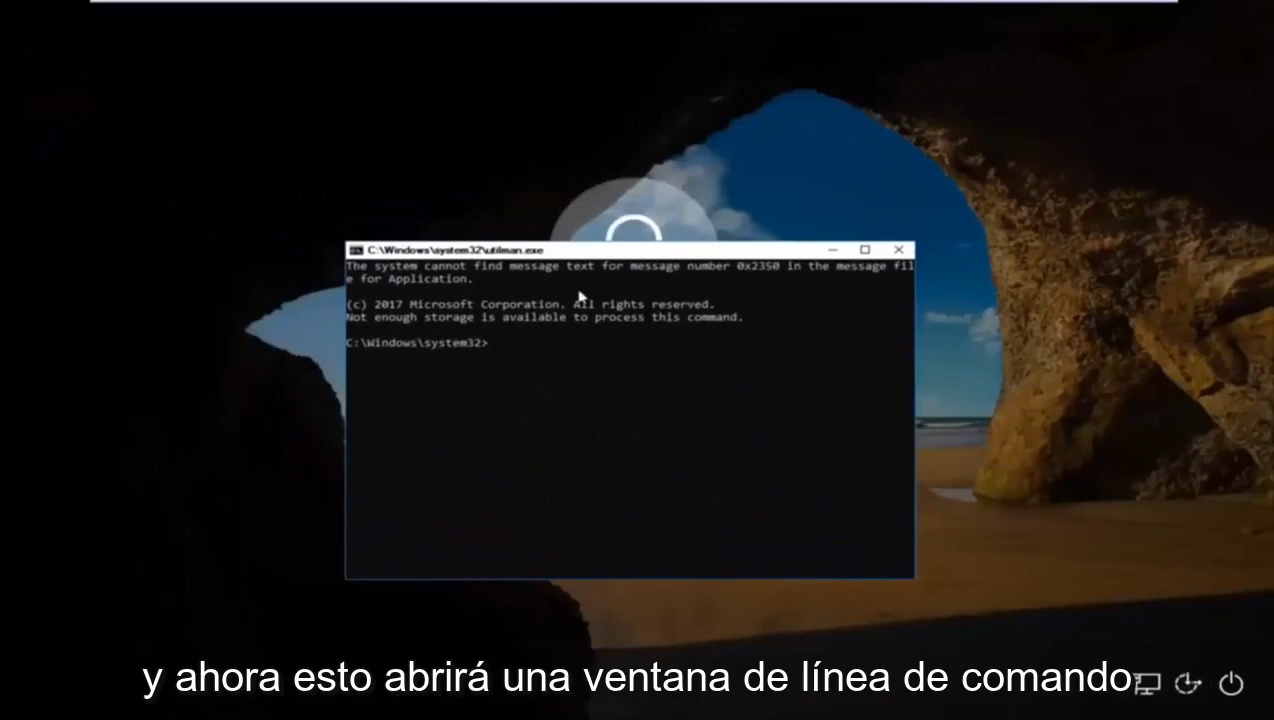 C:\Windows\system32\utilman.exe
The system cannot find message text for message number 0x2350 in the message fil
e for Application.
(c) 2017 Microsoft Corporation. All rights reserved.
Not enough storage is available to process this command.
C:\Windows\system32>
y ahora esto abrirá una ventana de línea de comando